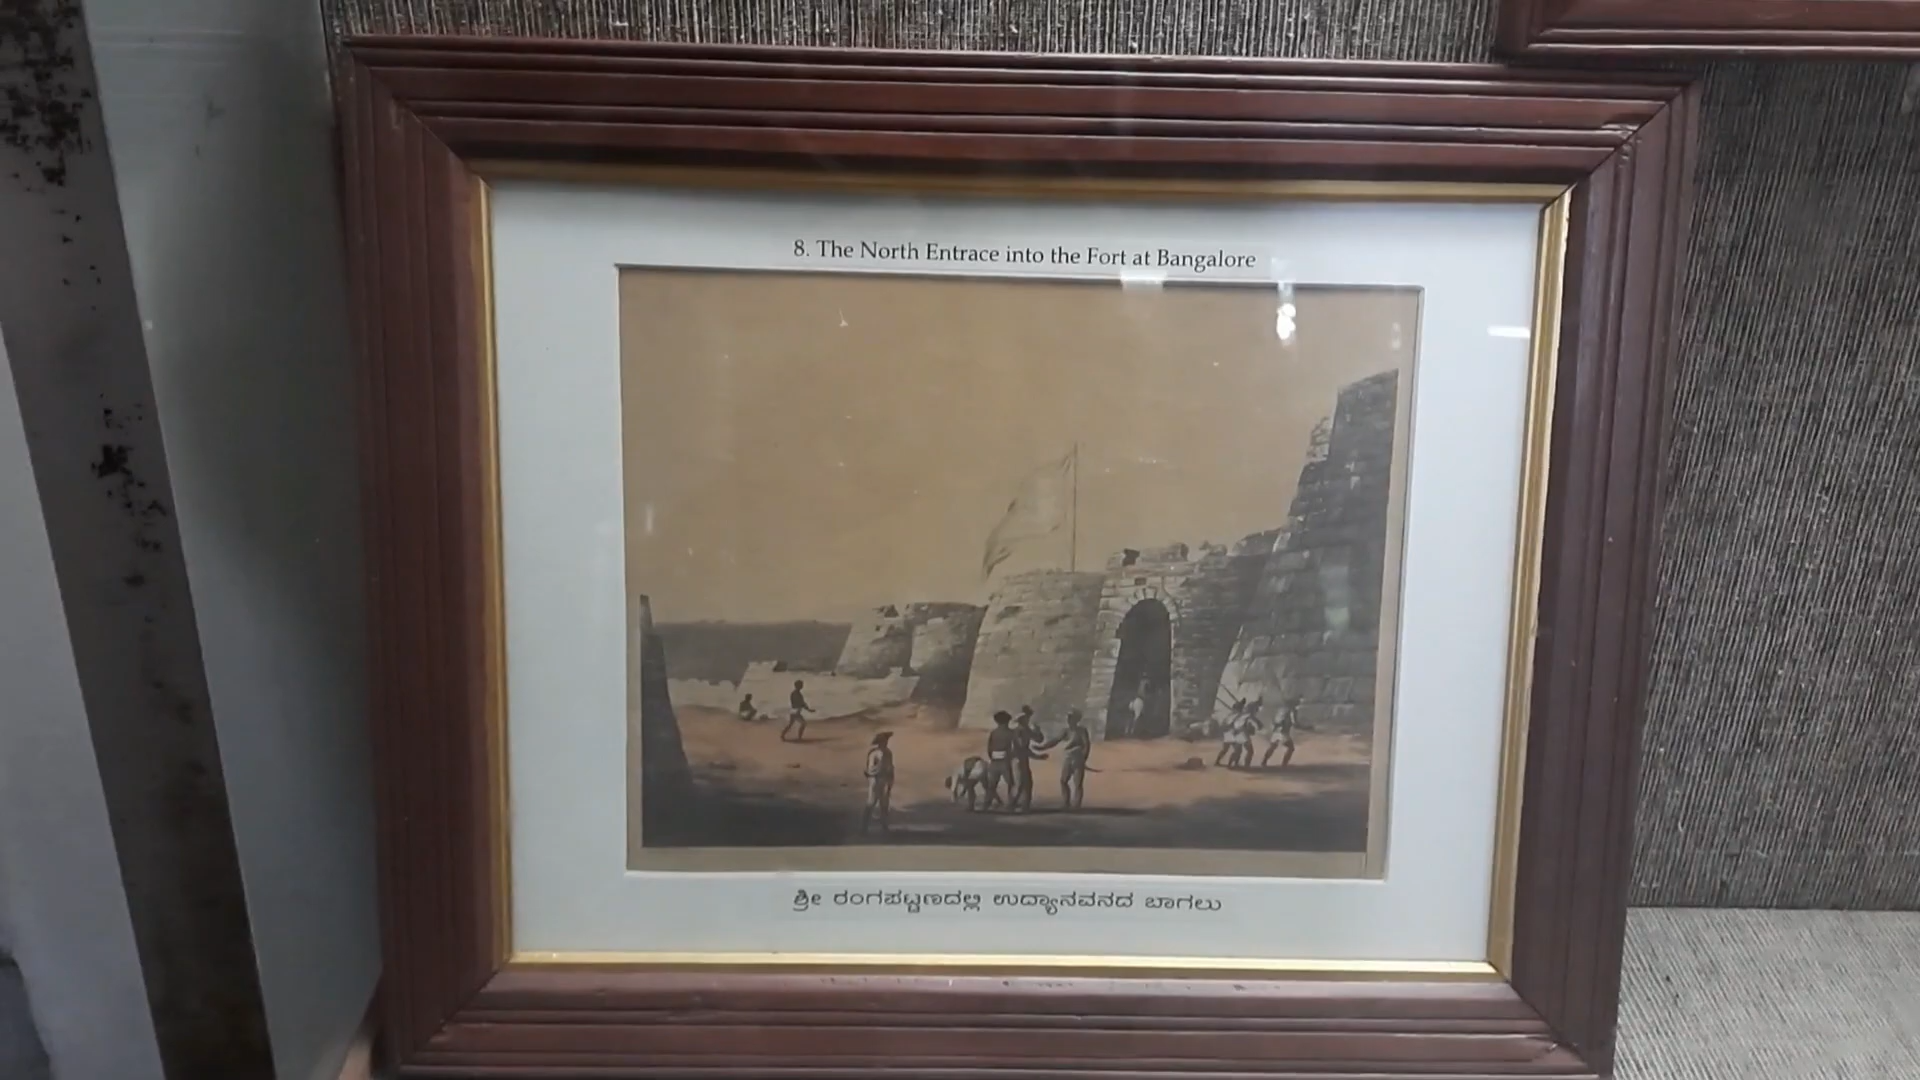 8. The North Entrace into the Fort at Bangalore
ಶ್ರೀ ರಂಗಪಟ್ಟಣದಲ್ಲಿ ಉದ್ಯಾನವನದ ಬಾಗಲು